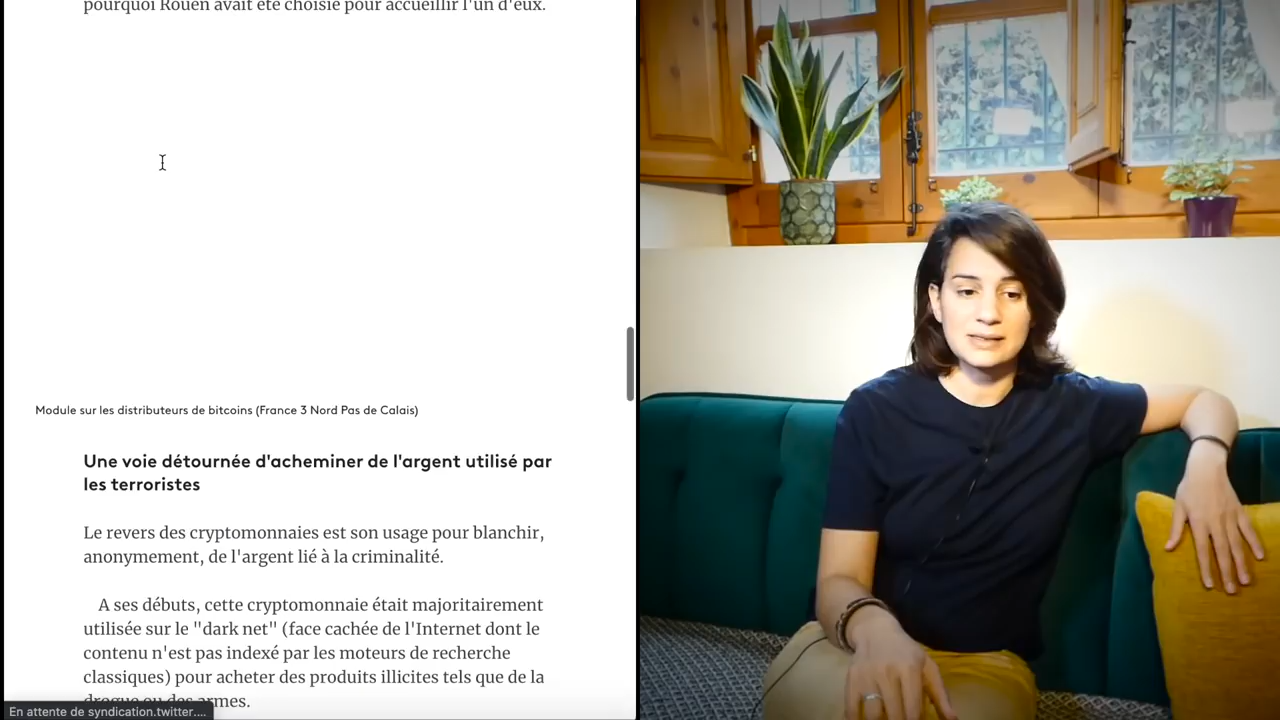 pourquoi Rouen avait été choisie pour accueillir l'un d'eux.
Module sur les distributeurs de bitcoins (France 3 Nord Pas de Calais)
Une voie détournée d'acheminer de l'argent utilisé par
les terroristes
Le revers des cryptomonnaies est son usage pour blanchir,
anonymement, de l'argent lié à la criminalité.
A ses débuts, cette cryptomonnaie était majoritairement
utilisée sur le "dark net" (face cachée de l'Internet dont le
contenu n'est pas indexé par les moteurs de recherche
classiques) pour acheter des produits illicites tels que de la
drogue ou des armes.
En attente de syndication.twitter....